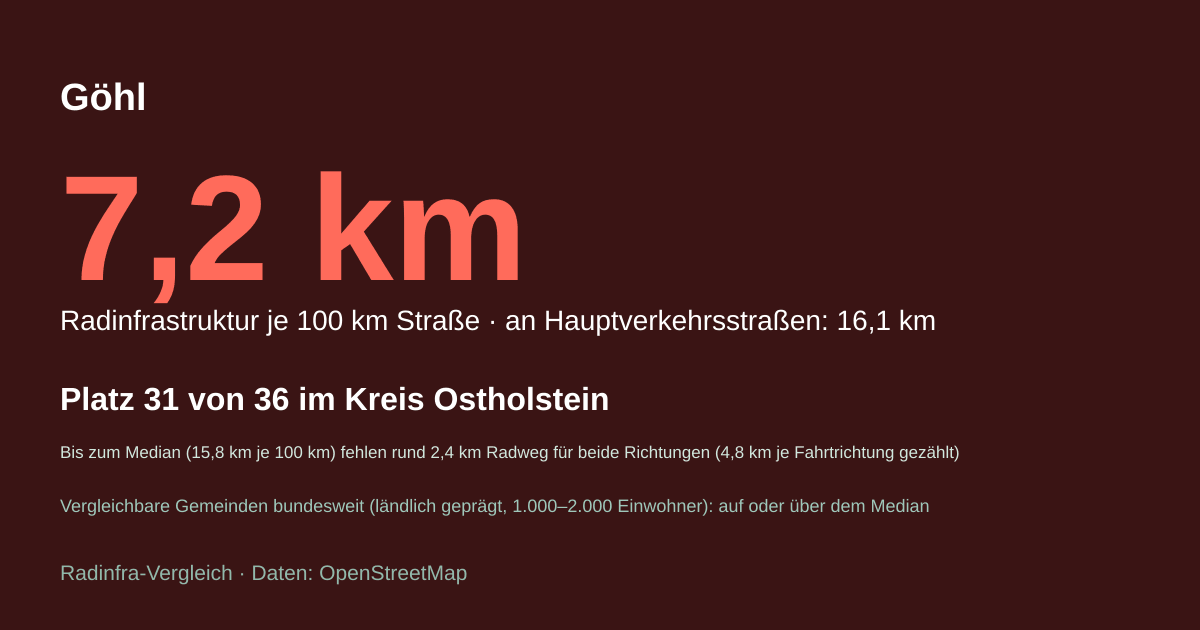 Göhl
7,2 km
Radinfrastruktur je 100 km Straße · an Hauptverkehrsstraßen: 16,1 km
Platz 31 von 36 im Kreis Ostholstein
Bis zum Median (15,8 km je 100 km) fehlen rund 2,4 km Radweg für beide Richtungen (4,8 km je Fahrtrichtung gezählt)
Vergleichbare Gemeinden bundesweit (ländlich geprägt, 1.000–2.000 Einwohner): auf oder über dem Median
Radinfra-Vergleich · Daten: OpenStreetMap